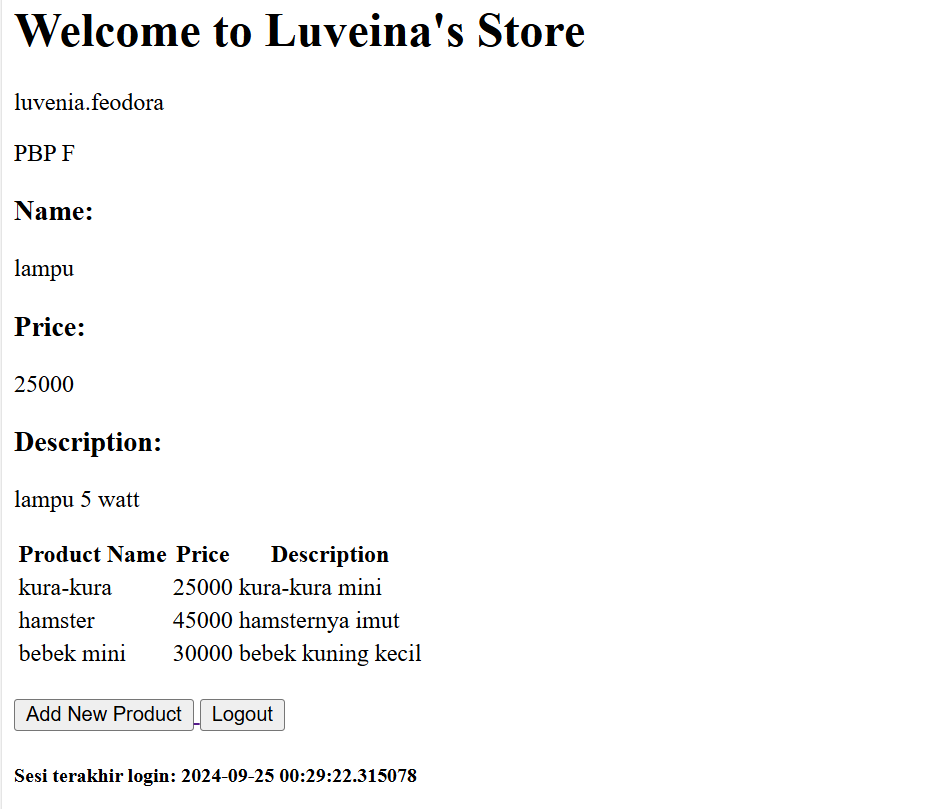 Welcome to Luveina's Store
luvenia.feodora
PBP F
Name:
lampu
Price:
25000
Description:
lampu 5 watt
Product Name Price Description
kura-kura 25000 kura-kura mini
hamster 45000 hamsternya imut
bebek mini 30000 bebek kuning kecil
Add New Product Logout
Sesi terakhir login: 2024-09-25 00:29:22.315078